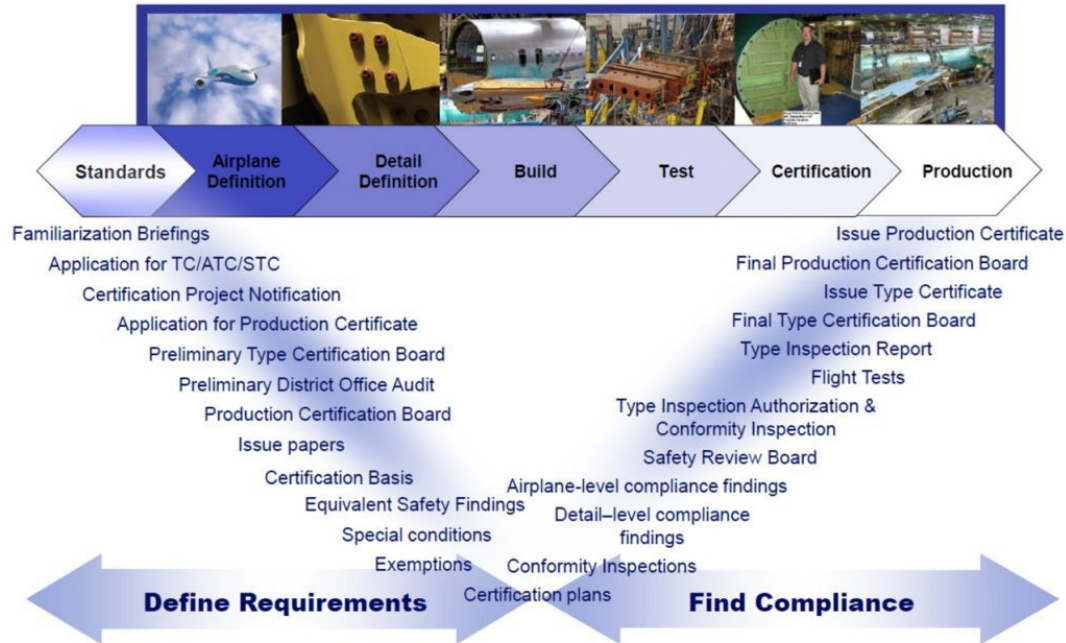 Standards
Airplane
Definition
Detail
Definition
Build
Test
Certification
Production
Familiarization Briefings
Application for TC/ATC/STC
Certification Project Notification
Application for Production Certificate
Preliminary Type Certification Board
Preliminary District Office Audit
Production Certification Board
Issue papers
Certification Basis
Equivalent Safety Findings
Special conditions
Exemptions
Certification plans
Issue Production Certificate
Final Production Certification Board
Issue Type Certificate
Final Type Certification Board
Type Inspection Report
Flight Tests
Type Inspection Authorization &
Conformity Inspection
Safety Review Board
Airplane-level compliance findings
Detail–level compliance
findings
Conformity Inspections
Define Requirements
Find Compliance